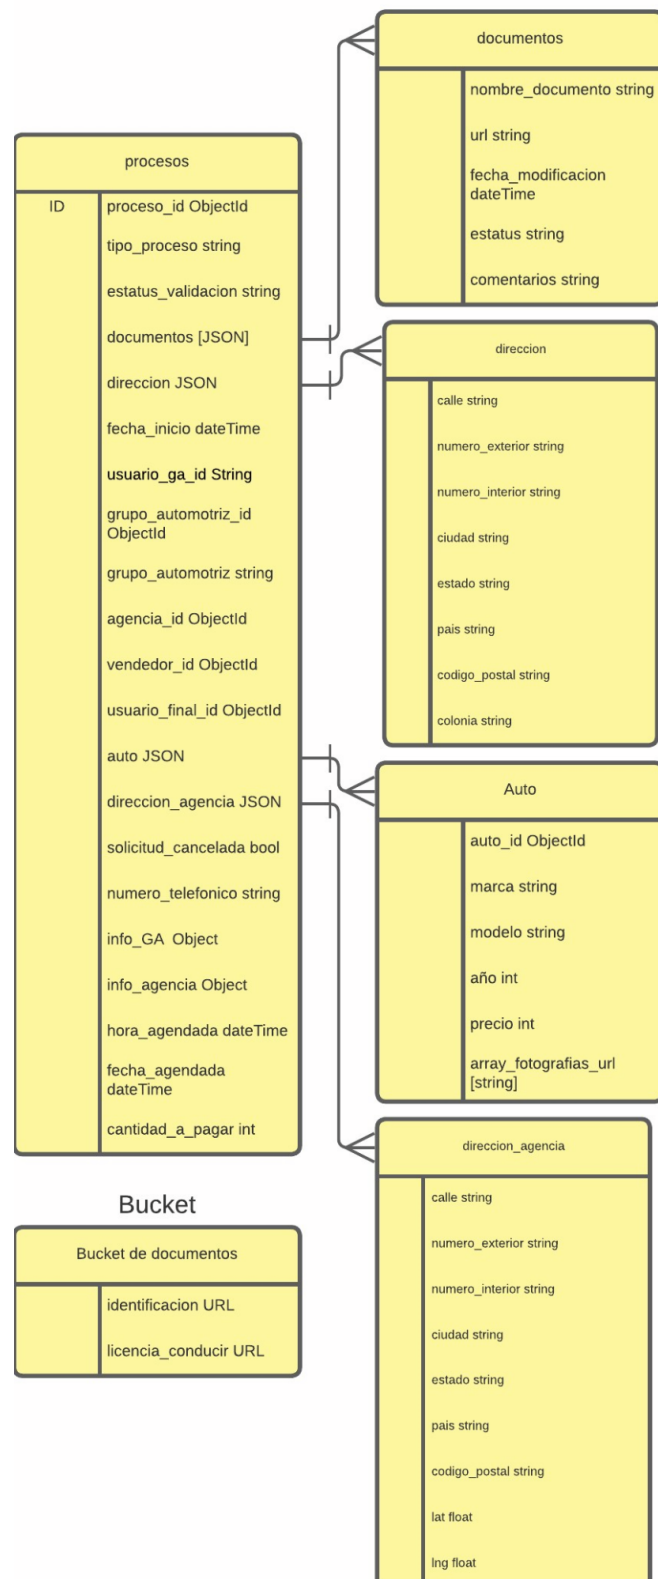 procesos
ID
proceso_id ObjectId
tipo_proceso string
estatus_validacion string
documentos [JSON]
direccion JSON
fecha_inicio dateTime
usuario_ga_id String
grupo_automotriz_id
ObjectId
grupo_automotriz string
agencia_id ObjectId
vendedor_id ObjectId
usuario_final_id ObjectId
auto JSON
direccion_agencia JSON
solicitud_cancelada bool
numero_telefonico string
info_GA Object
info_agencia Object
hora_agendada dateTime
fecha_agendada
dateTime
cantidad_a_pagar int
Bucket
Bucket de documentos
identificacion URL
licencia_conducir URL
documentos
nombre_documento string
url string
fecha_modificacion
dateTime
estatus string
comentarios string
direccion
calle string
numero_exterior string
numero_interior string
ciudad string
estado string
pais string
codigo_postal string
colonia string
Auto
auto_id ObjectId
marca string
modelo string
año int
precio int
array_fotografias_url
[string]
direccion_agencia
calle string
numero_exterior string
numero_interior string
ciudad string
estado string
pais string
codigo_postal string
lat float
lng float